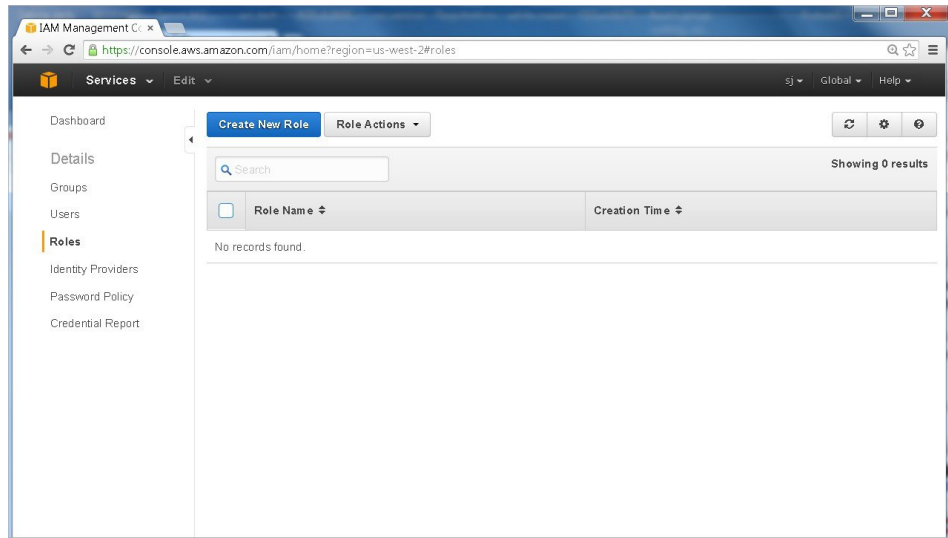 IAM Management Co
https://console.aws.amazon.com/iam/home?region=us-west-2#roles
Services Edit sj Global Help
Dashboard
Create New Role Role Actions
Details
Search
Showing 0 results
Groups
Users
Role Name Creation Time
Roles
No records found.
Identity Providers
Password Policy
Credential Report